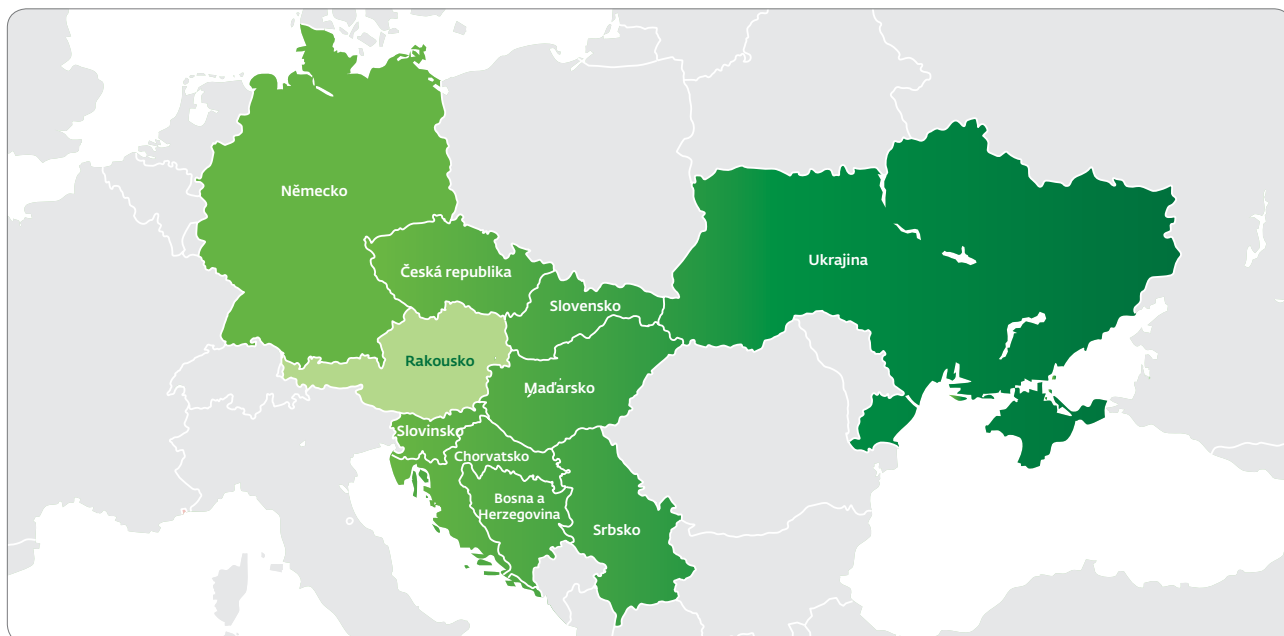 Německo
Ukrajina
Česká republika
Slovensko
Rakousko
Maďarsko
Slovinsko
Chorvatsko
Bosna a
Herzegovina
Srbsko